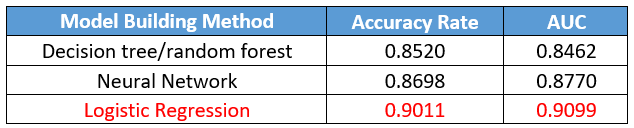 Model Building Method Accuracy Rate AUC
Decision tree/random forest 0.8520 0.8462
Neural Network 0.8698 0.8770
Logistic Regression 0.9011 0.9099